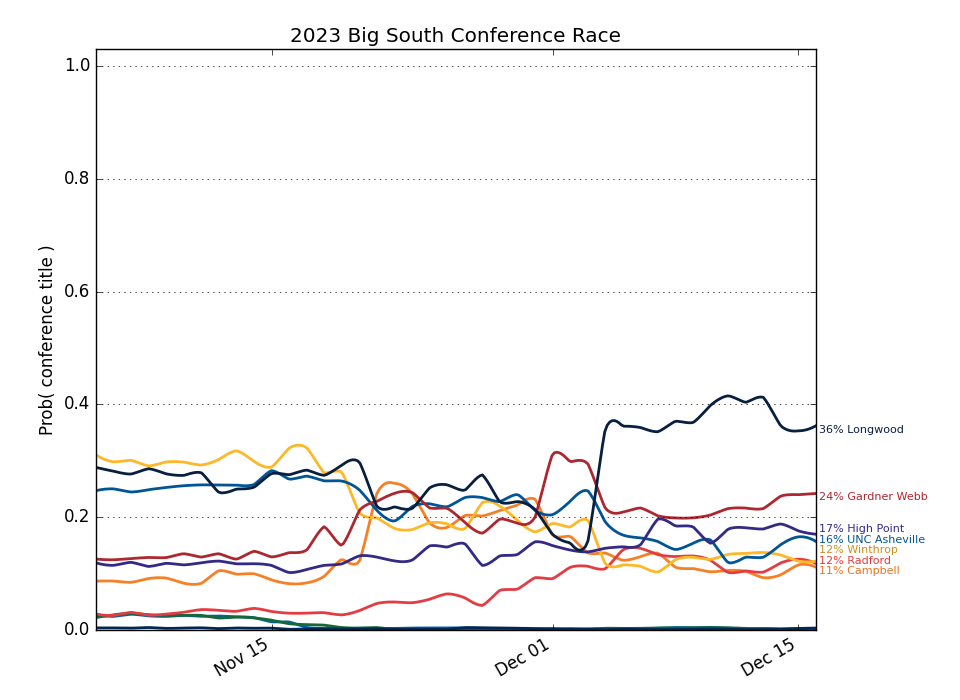 2023 Big South Conference Race
Prob( conference title )
1.0
0.8
0.6
0.4
0.2
0.0
36% Longwood
24% Gardner Webb
17% High Point
16% UNC Asheville
12% Winthrop
12% Radford
11% Campbell
Nov 15
Dec 01
Dec 15